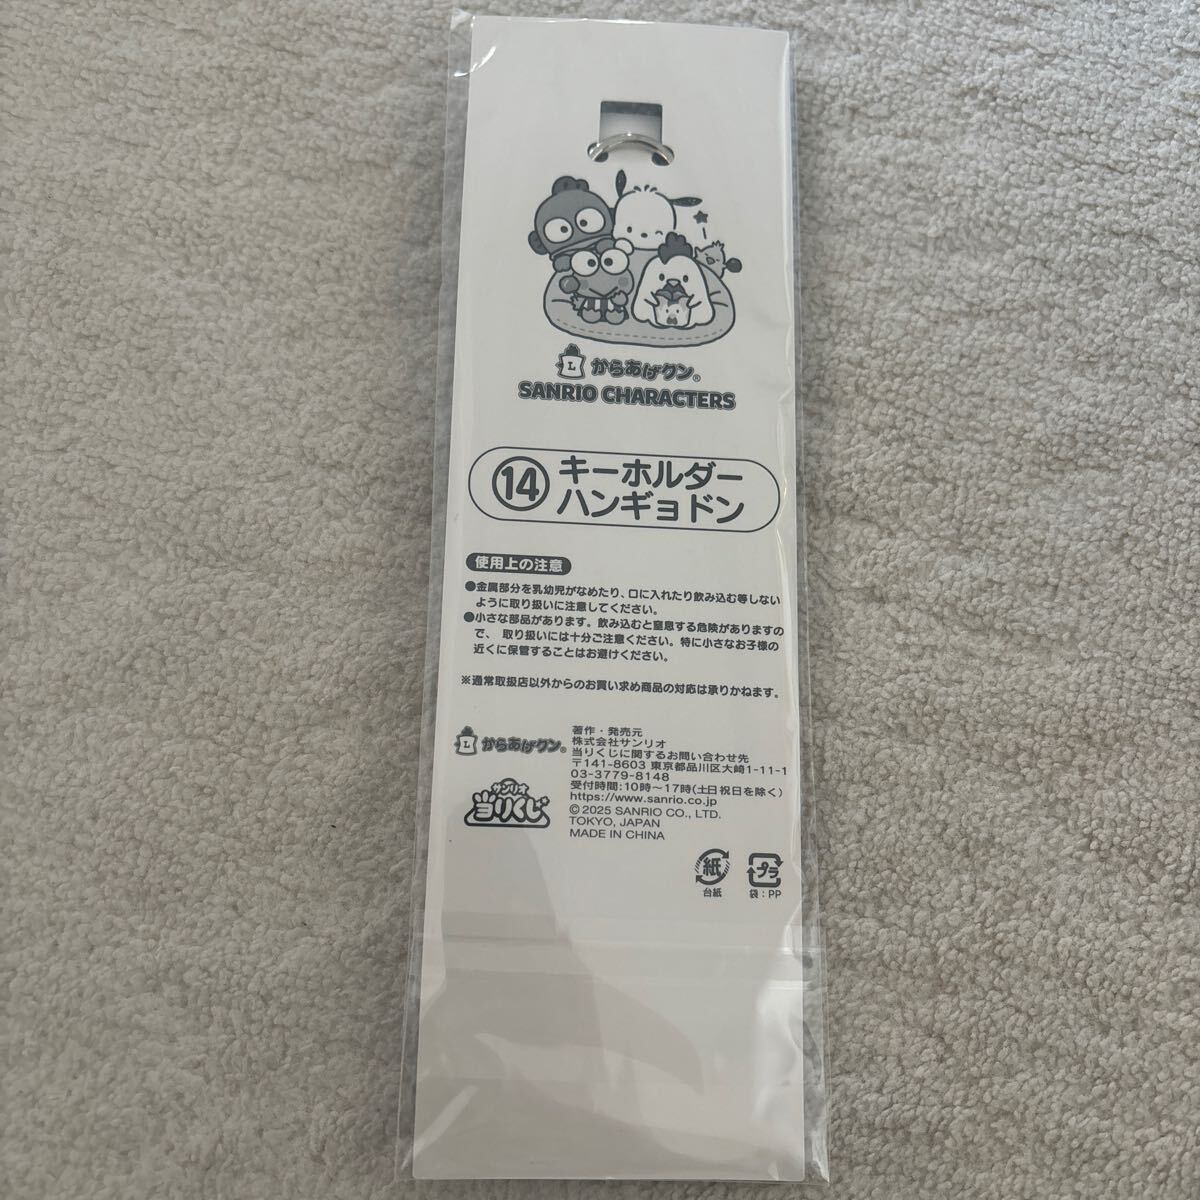 L からあげクン®
SANRIO CHARACTERS
⑭ キーホルダー
ハンギョドン
使用上の注意
●金属部分を乳幼児がなめたり、口に入れたり飲み込む等しない
ように取り扱いに注意してください。
●小さな部品があります。飲み込むと窒息する危険がありますの
で、 取り扱いには十分ご注意ください。特に小さなお子様の
近くに保管することはお避けください。
※通常取扱店以外からのお買い求め商品の対応は承りかねます。
L からあげクン®
サンリオ
当りくじ
著作・発売元
株式会社サンリオ
当りくじに関するお問い合わせ先
〒141-8603 東京都品川区大崎1-11-1
03-3779-8148
受付時間:10時〜17時(土日祝日を除く)
https://www.sanrio.co.jp
© 2025 SANRIO CO., LTD.
TOKYO, JAPAN
MADE IN CHINA
紙
台紙
プラ
袋：PP